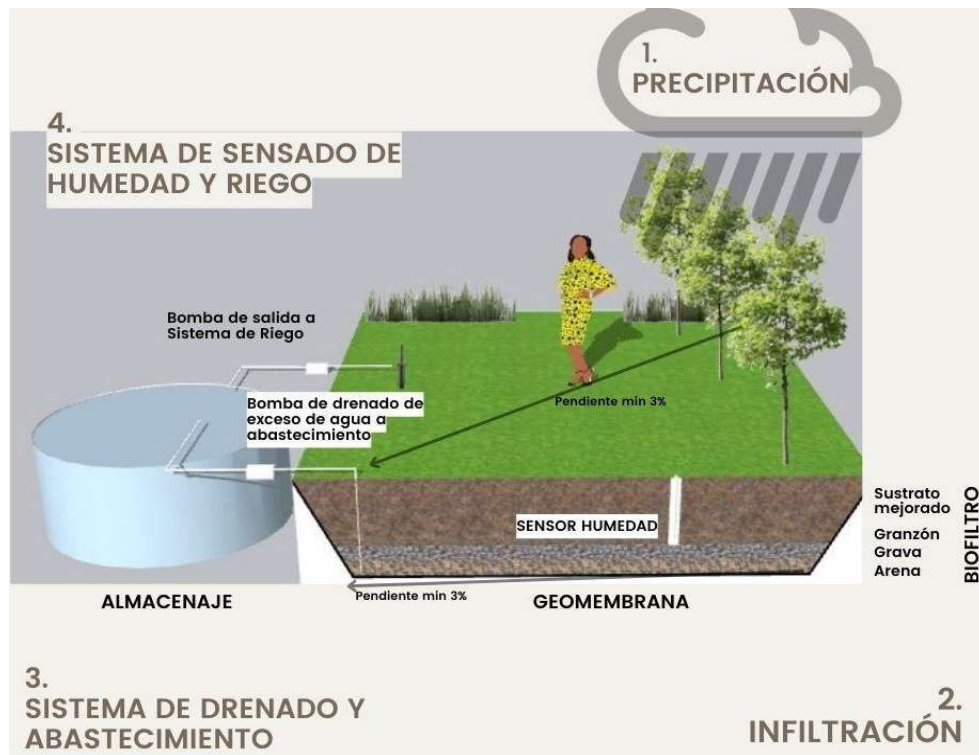 1.
PRECIPITACIÓN
4.
SISTEMA DE SENSADO DE
HUMEDAD Y RIEGO
Bomba de salida a
Sistema de Riego
Bomba de drenado de
exceso de agua a
abastecimiento
Pendiente min 3%
SENSOR HUMEDAD
Sustrato
mejorado
Granzón
Grava
Arena
BIOFILTRO
Pendiente min 3%
ALMACENAJE
GEOMEMBRANA
3.
SISTEMA DE DRENADO Y
ABASTECIMIENTO
2.
INFILTRACIÓN